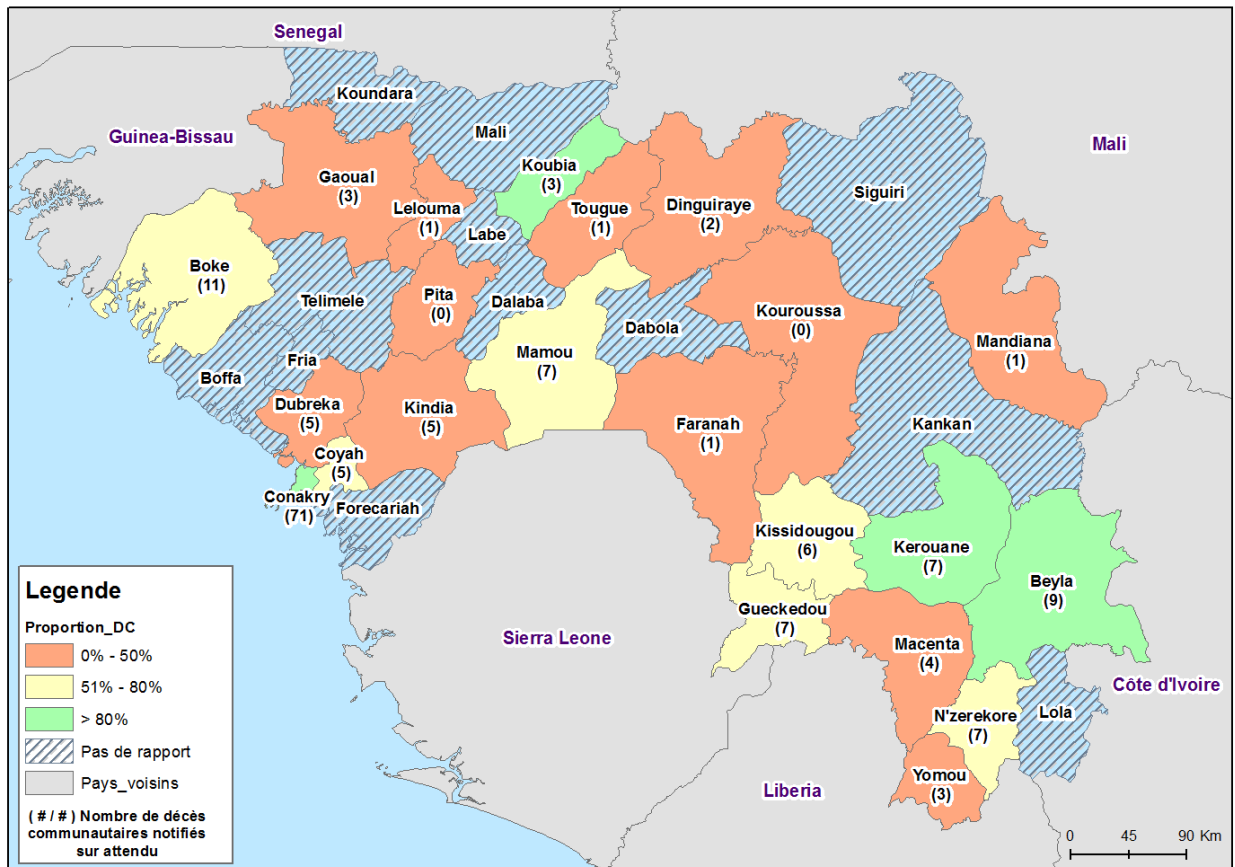 Senegal
Koundara
Guinea-Bissau
Mali
Mali
Koubia
(3)
Gaoual
(3)
Siguiri
Lelouma
(1)
Tougue
(1)
Dinguiraye
(2)
Labe
Boke
(11)
Telimele
Pita
(0)
Dalaba
Dabola
Kouroussa
(0)
Mandiana
(1)
Mamou
(7)
Fria
Boffa
Dubreka
(5)
Kindia
(5)
Faranah
(1)
Kankan
Coyah
(5)
Conakry
(71)
Forecariah
Kissidougou
(6)
Kerouane
(7)
Beyla
(9)
Gueckedou
(7)
Sierra Leone
Macenta
(4)
Côte d'Ivoire
N'zerekore
(7)
Lola
Yomou
(3)
Liberia
Legende
Proportion_DC
0% - 50%
51% - 80%
> 80%
Pas de rapport
Pays_voisins
( # / # ) Nombre de décès
communautaires notifiés
sur attendu
0 45 90 Km